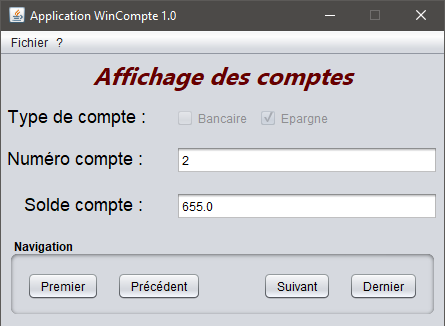 Application WinCompte 1.0
Fichier ?
Affichage des comptes
Type de compte : Bancaire Epargne
Numéro compte : 2
Solde compte : 655.0
Navigation
Premier Précédent Suivant Dernier